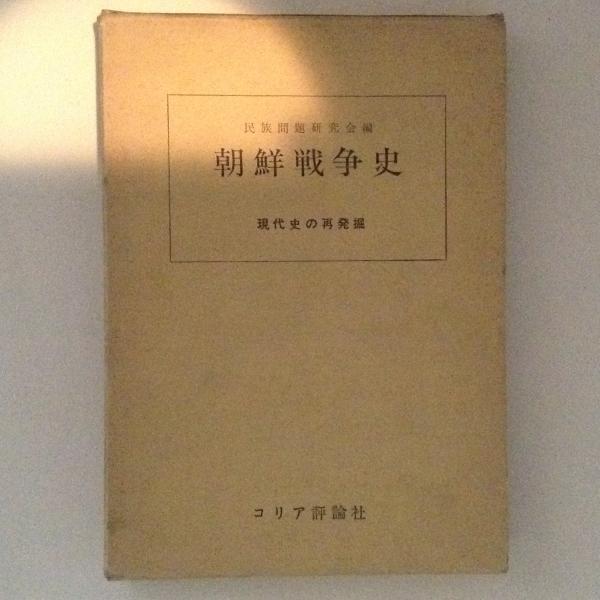 民族問題研究会編
朝鮮戦争史
現代史の再発掘
コリア評論社